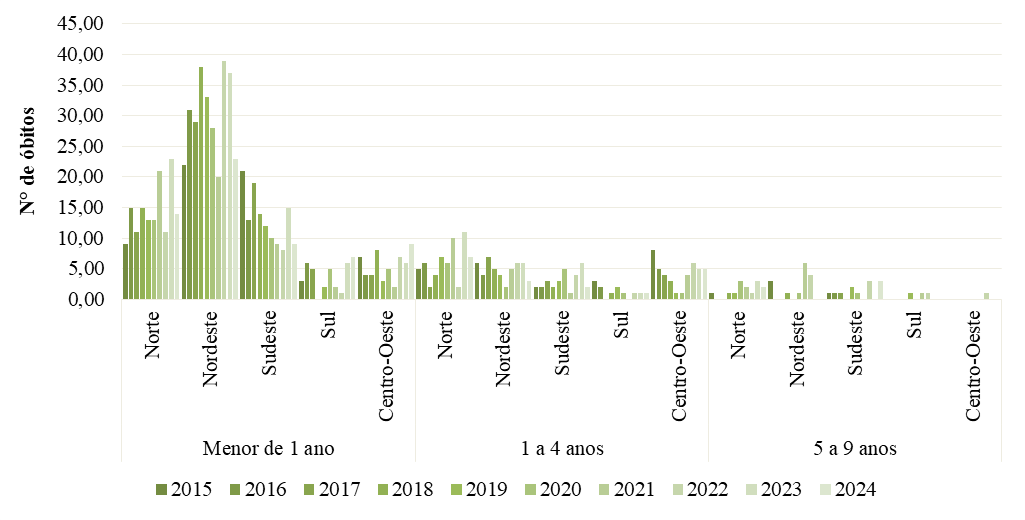 45,00
40,00
35,00
30,00
25,00
20,00
15,00
10,00
5,00
0,00
N° de óbitos
Norte
Nordeste
Sudeste
Sul
Centro-Oeste
Norte
Nordeste
Sudeste
Sul
Centro-Oeste
Norte
Nordeste
Sudeste
Sul
Centro-Oeste
Menor de 1 ano
1 a 4 anos
5 a 9 anos
2015 2016 2017 2018 2019 2020 2021 2022 2023 2024